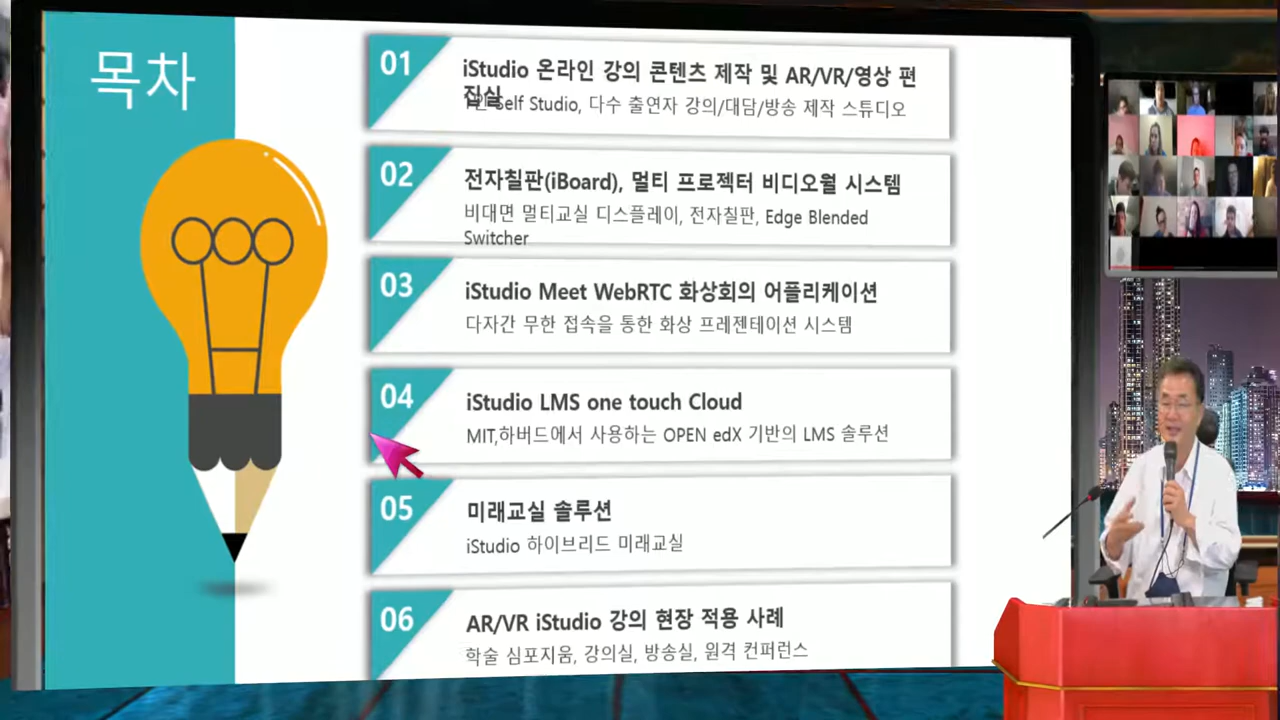 목차
01
iStudio 온라인 강의 콘텐츠 제작 및 AR/VR/영상 편
집실
Self Studio, 다수 출연자 강의/대담/방송 제작 스튜디오
02
전자칠판(iBoard), 멀티 프로젝터 비디오월 시스템
비대면 멀티교실 디스플레이, 전자칠판, Edge Blended
Switcher
03
iStudio Meet WebRTC 화상회의 어플리케이션
다자간 무한 접속을 통한 화상 프레젠테이션 시스템
04
iStudio LMS one touch Cloud
MIT,하버드에서 사용하는 OPEN edX 기반의 LMS 솔루션
05
미래교실 솔루션
iStudio 하이브리드 미래교실
06
AR/VR iStudio 강의 현장 적용 사례
학술 심포지움, 강의실, 방송실, 원격 컨퍼런스